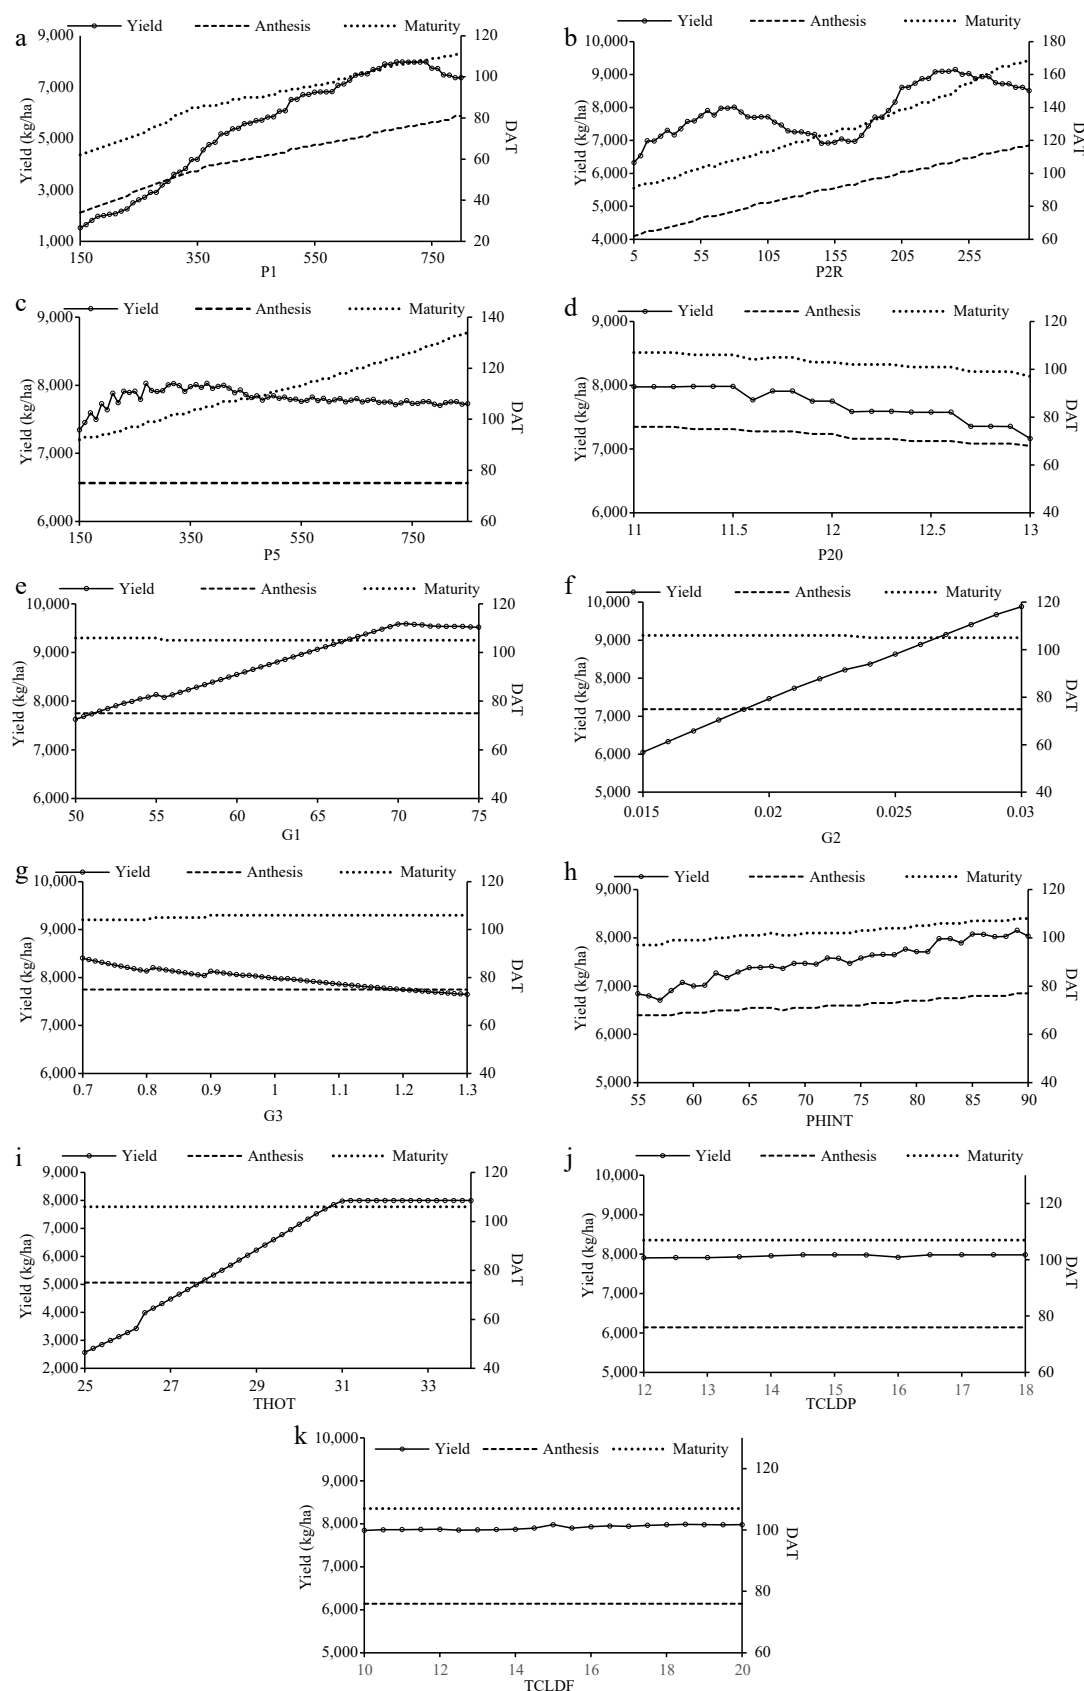 a
Yield Anthesis Maturity
9,000 7,000 5,000 3,000 1,000
Yield (kg/ha)
120 100 80 60 40 20
DAT
150 350 550 750
P1
b
Yield Anthesis Maturity
10,000 9,000 8,000 7,000 6,000 5,000 4,000
Yield (kg/ha)
180 160 140 120 100 80 60
DAT
5 55 105 155 205 255
P2R
c
Yield Anthesis Maturity
9,000 8,000 7,000 6,000
Yield (kg/ha)
140 120 100 80 60
DAT
150 350 550 750
P5
d
Yield Anthesis Maturity
9,000 8,000 7,000 6,000
Yield (kg/ha)
120 100 80 60 40
DAT
11 11.5 12 12.5 13
P20
e
Yield Anthesis Maturity
10,000 9,000 8,000 7,000 6,000
Yield (kg/ha)
120 100 80 60 40
DAT
50 55 60 65 70 75
G1
f
Yield Anthesis Maturity
10,000 9,000 8,000 7,000 6,000 5,000
Yield (kg/ha)
120 100 80 60 40
DAT
0.015 0.02 0.025 0.03
G2
g
Yield Anthesis Maturity
10,000 9,000 8,000 7,000 6,000
Yield (kg/ha)
120 100 80 60 40
DAT
0.7 0.8 0.9 1 1.1 1.2 1.3
G3
h
Yield Anthesis Maturity
9,000 8,000 7,000 6,000 5,000
Yield (kg/ha)
120 100 80 60 40
DAT
55 60 65 70 75 80 85 90
PHINT
i
Yield Anthesis Maturity
9,000 8,000 7,000 6,000 5,000 4,000 3,000 2,000
Yield (kg/ha)
120 100 80 60 40
DAT
25 27 29 31 33
THOT
j
Yield Anthesis Maturity
10,000 9,000 8,000 7,000 6,000 5,000
Yield (kg/ha)
120 100 80 60
DAT
12 13 14 15 16 17 18
TCLDP
k
Yield Anthesis Maturity
10,000 9,000 8,000 7,000 6,000 5,000
Yield (kg/ha)
120 100 80 60
DAT
10 12 14 16 18 20
TCLDF